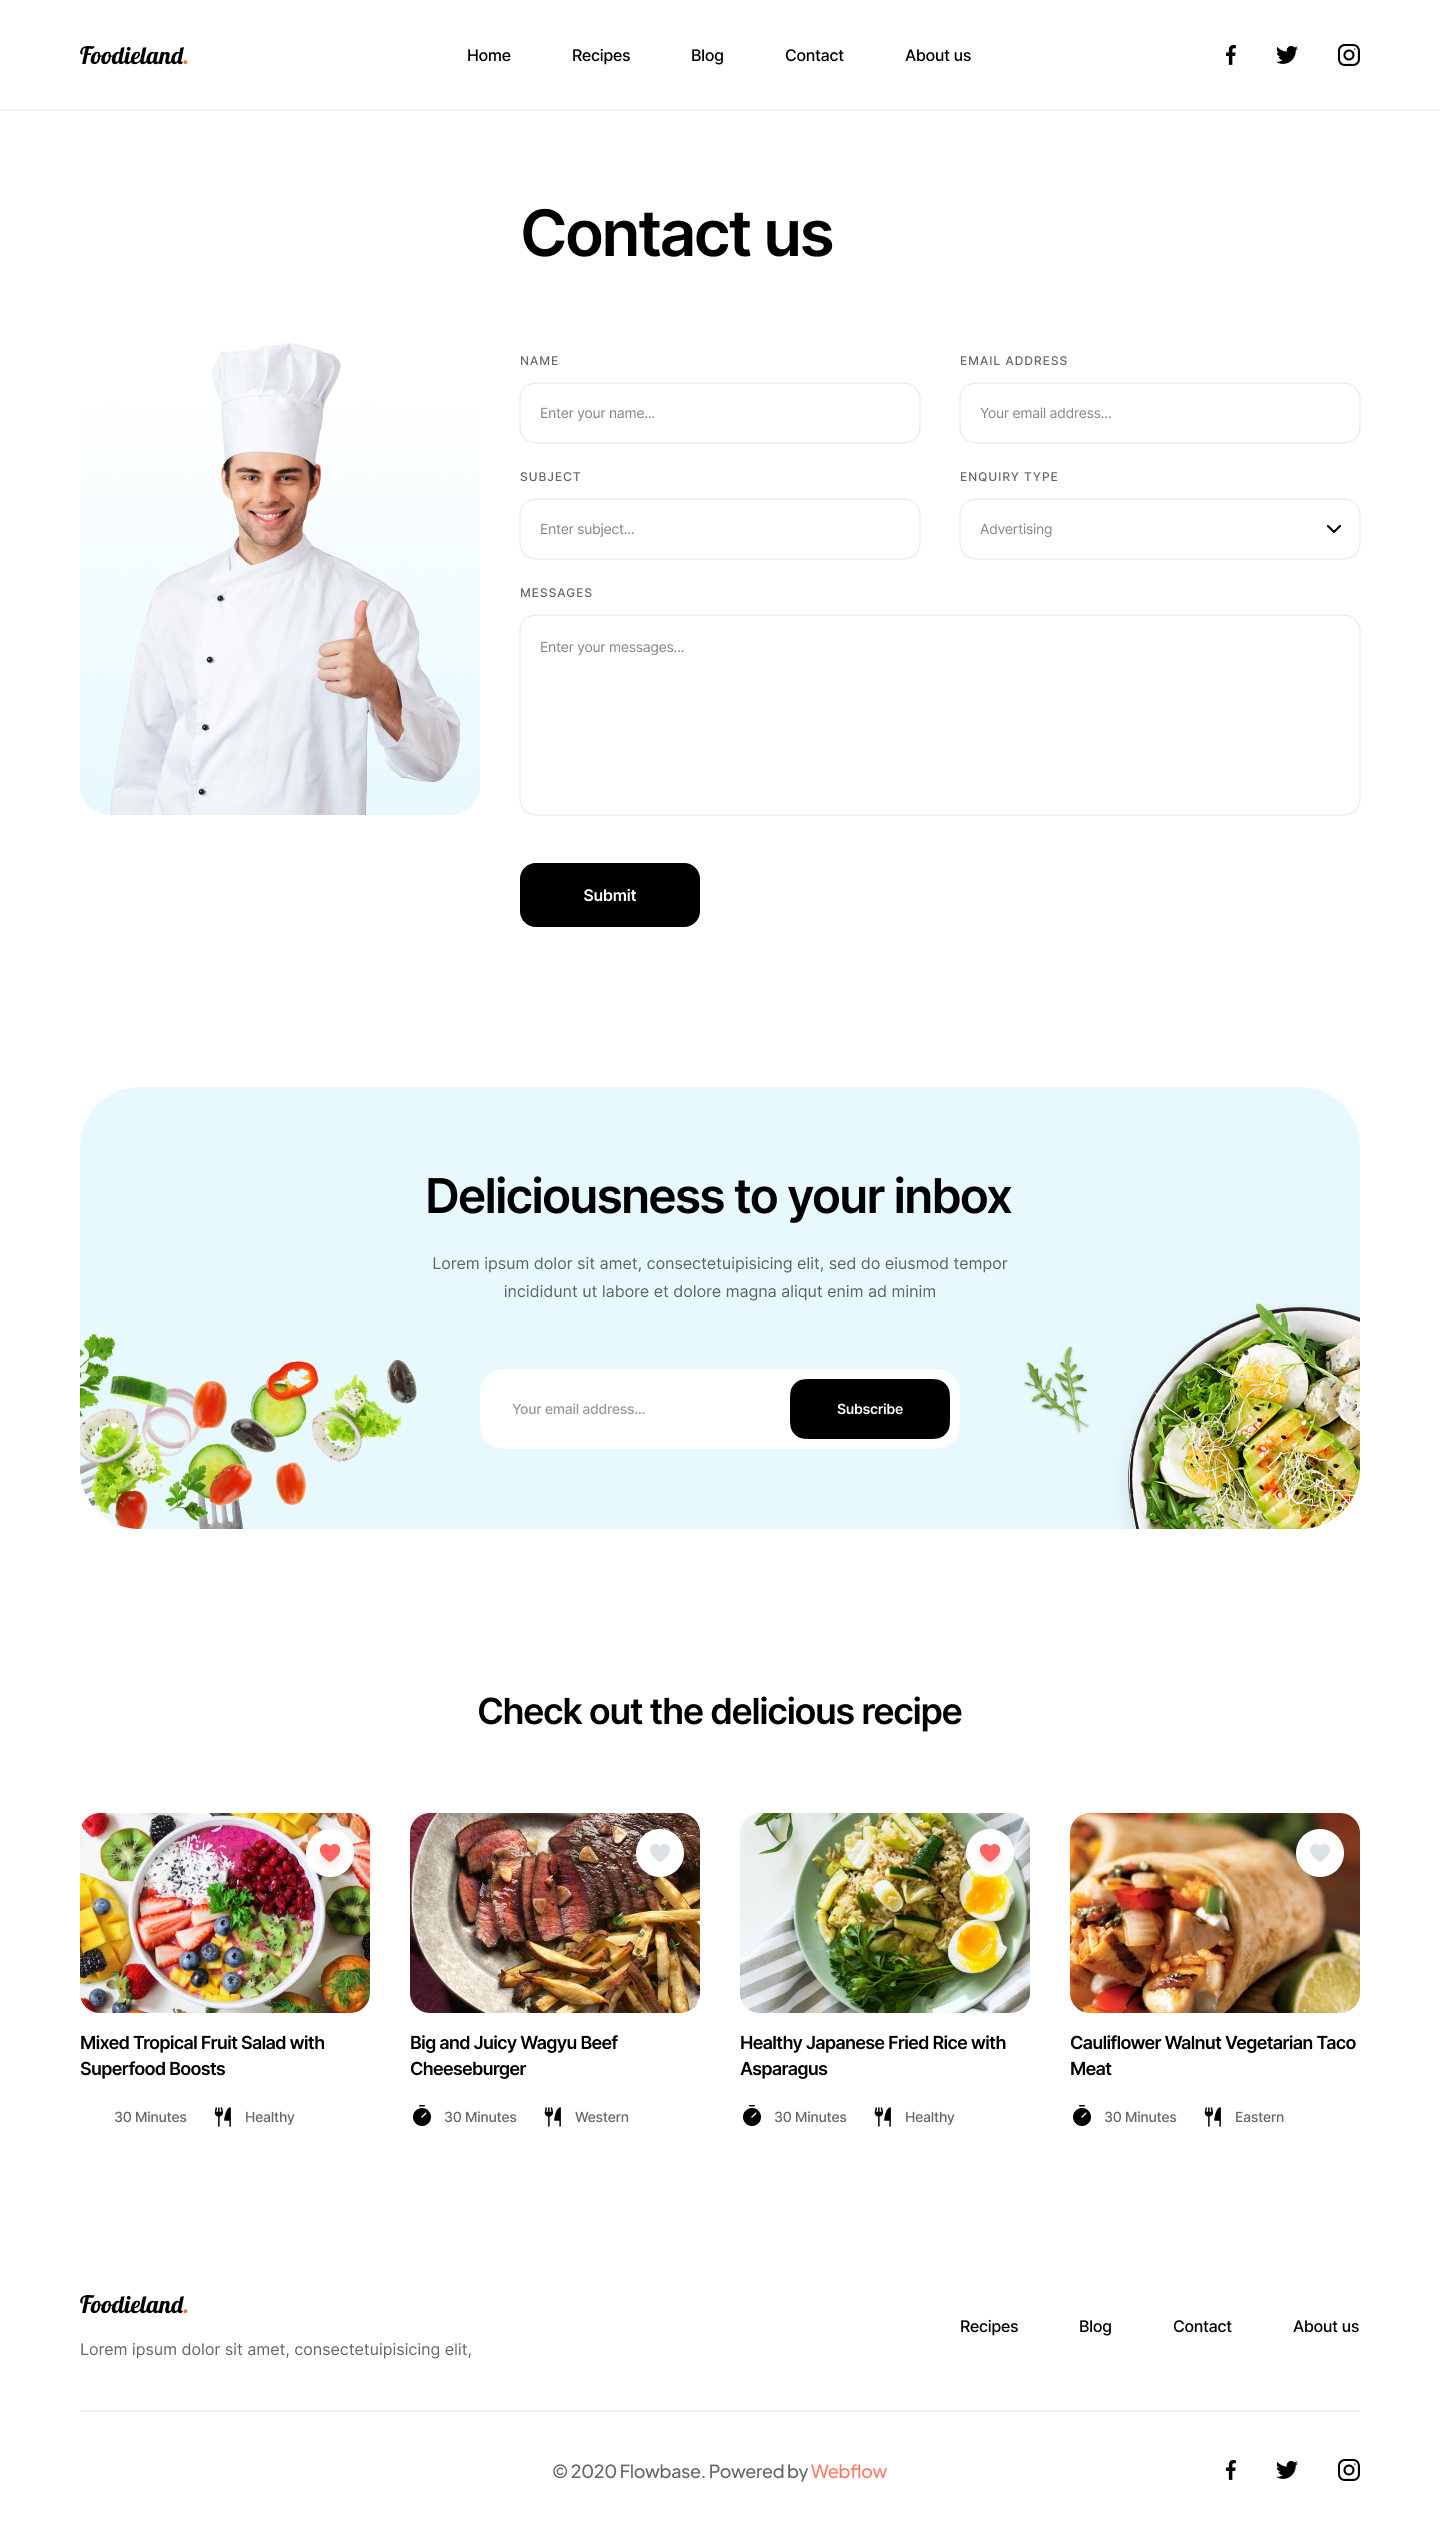 Foodieland.
Home Recipes Blog Contact About us
Contact us
NAME EMAIL ADDRESS
Enter your name... Your email address...
SUBJECT ENQUIRY TYPE
Enter subject... Advertising
MESSAGES
Enter your messages...
Submit
Deliciousness to your inbox
Lorem ipsum dolor sit amet, consectetuipisicing elit, sed do eiusmod tempor
incididunt ut labore et dolore magna aliqut enim ad minim
Your email address... Subscribe
Check out the delicious recipe
Mixed Tropical Fruit Salad with
Superfood Boosts
30 Minutes Healthy
Big and Juicy Wagyu Beef
Cheeseburger
30 Minutes Western
Healthy Japanese Fried Rice with
Asparagus
30 Minutes Healthy
Cauliflower Walnut Vegetarian Taco
Meat
30 Minutes Eastern
Foodieland.
Lorem ipsum dolor sit amet, consectetuipisicing elit,
Recipes Blog Contact About us
© 2020 Flowbase. Powered by Webflow